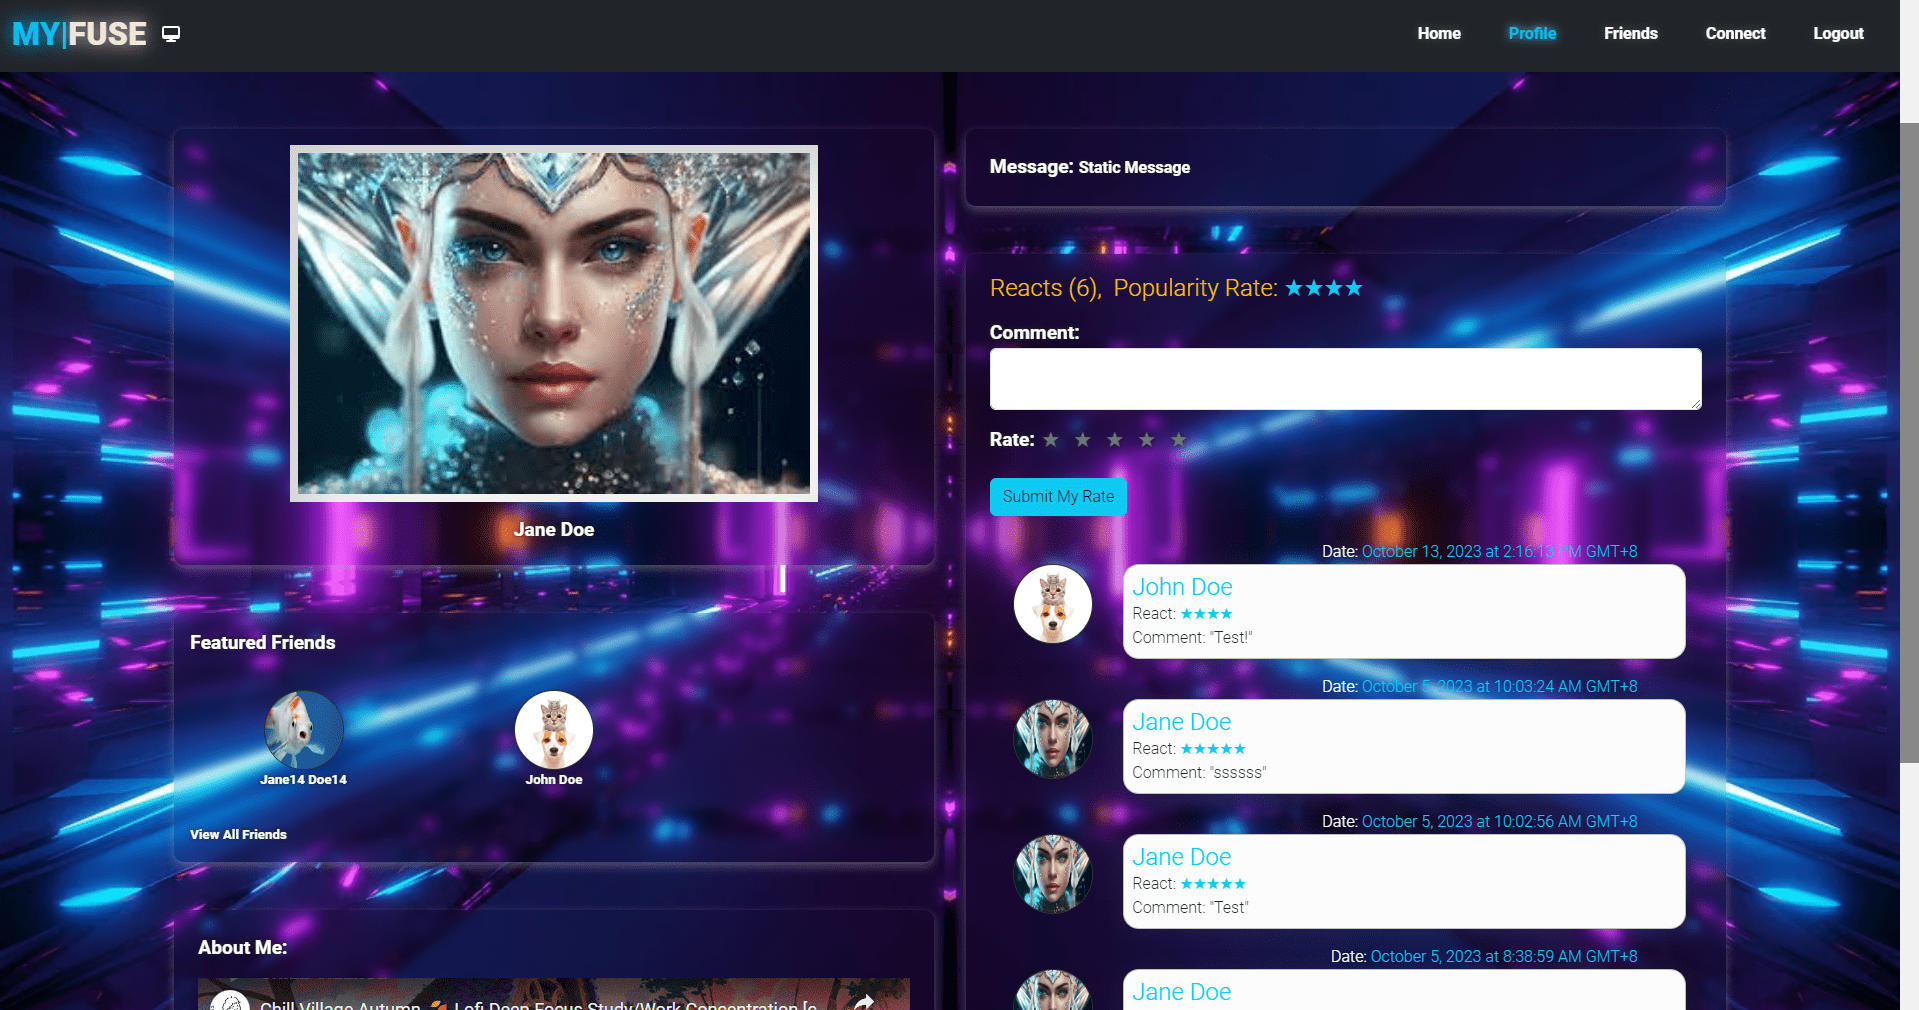 MY|FUSE
Home Profile Friends Connect Logout
Jane Doe
Featured Friends
Jane14 Doe14
John Doe
View All Friends
About Me:
Chill Village Autumn 🍂 Lofi Deep Focus Study/Work Concentration [c
Message: Static Message
Reacts (6), Popularity Rate: ★★★★
Comment:
Rate: ★ ★ ★ ★ ★
Submit My Rate
Date: October 13, 2023 at 2:16:13 PM GMT+8
John Doe
React: ★★★★
Comment: "Test!"
Date: October 5, 2023 at 10:03:24 AM GMT+8
Jane Doe
React: ★★★★★
Comment: "ssssss"
Date: October 5, 2023 at 10:02:56 AM GMT+8
Jane Doe
React: ★★★★★
Comment: "Test"
Date: October 5, 2023 at 8:38:59 AM GMT+8
Jane Doe